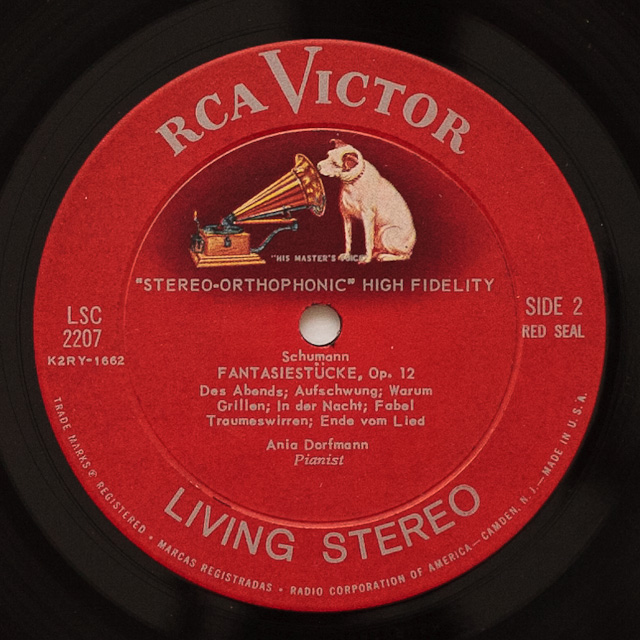 RCA VICTOR
"HIS MASTER'S VOICE"
"STEREO-ORTHOPHONIC" HIGH FIDELITY
LSC
2207
K2RY-1662
SIDE 2
RED SEAL
Schumann
FANTASIESTÜCKE, Op. 12
Des Abends; Aufschwung; Warum
Grillen; In der Nacht; Fabel
Traumeswirren; Ende vom Lied
Ania Dorfmann
Pianist
LIVING STEREO
TRADE MARKS ® REGISTERED • MARCAS REGISTRADAS • RADIO CORPORATION OF AMERICA—CAMDEN, N. J.—MADE IN U.S.A.